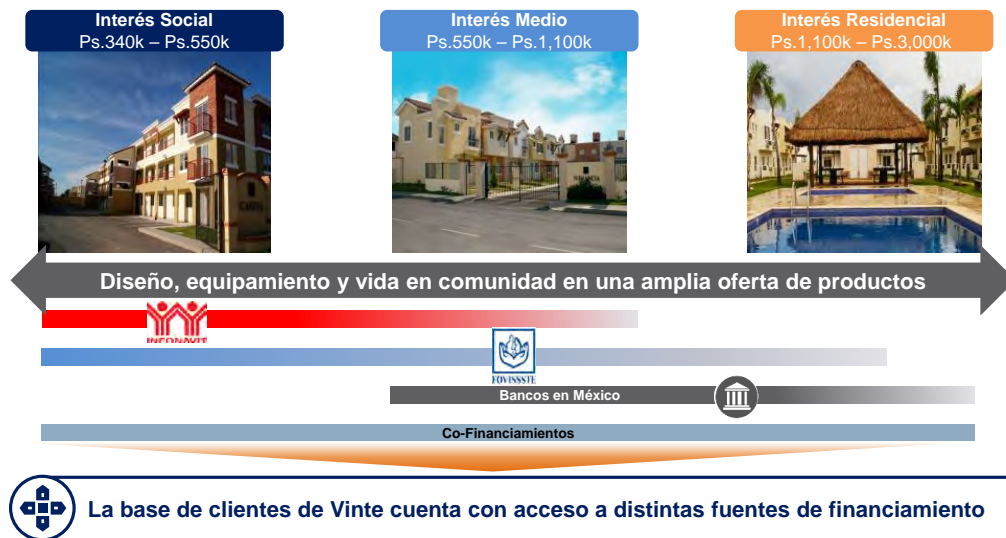 Interés Social
Ps.340k – Ps.550k
Interés Medio
Ps.550k – Ps.1,100k
Interés Residencial
Ps.1,100k – Ps.3,000k
Diseño, equipamiento y vida en comunidad en una amplia oferta de productos
INFONAVIT
FOVISSSTE
Bancos en México
Co-Financiamientos
La base de clientes de Vinte cuenta con acceso a distintas fuentes de financiamiento